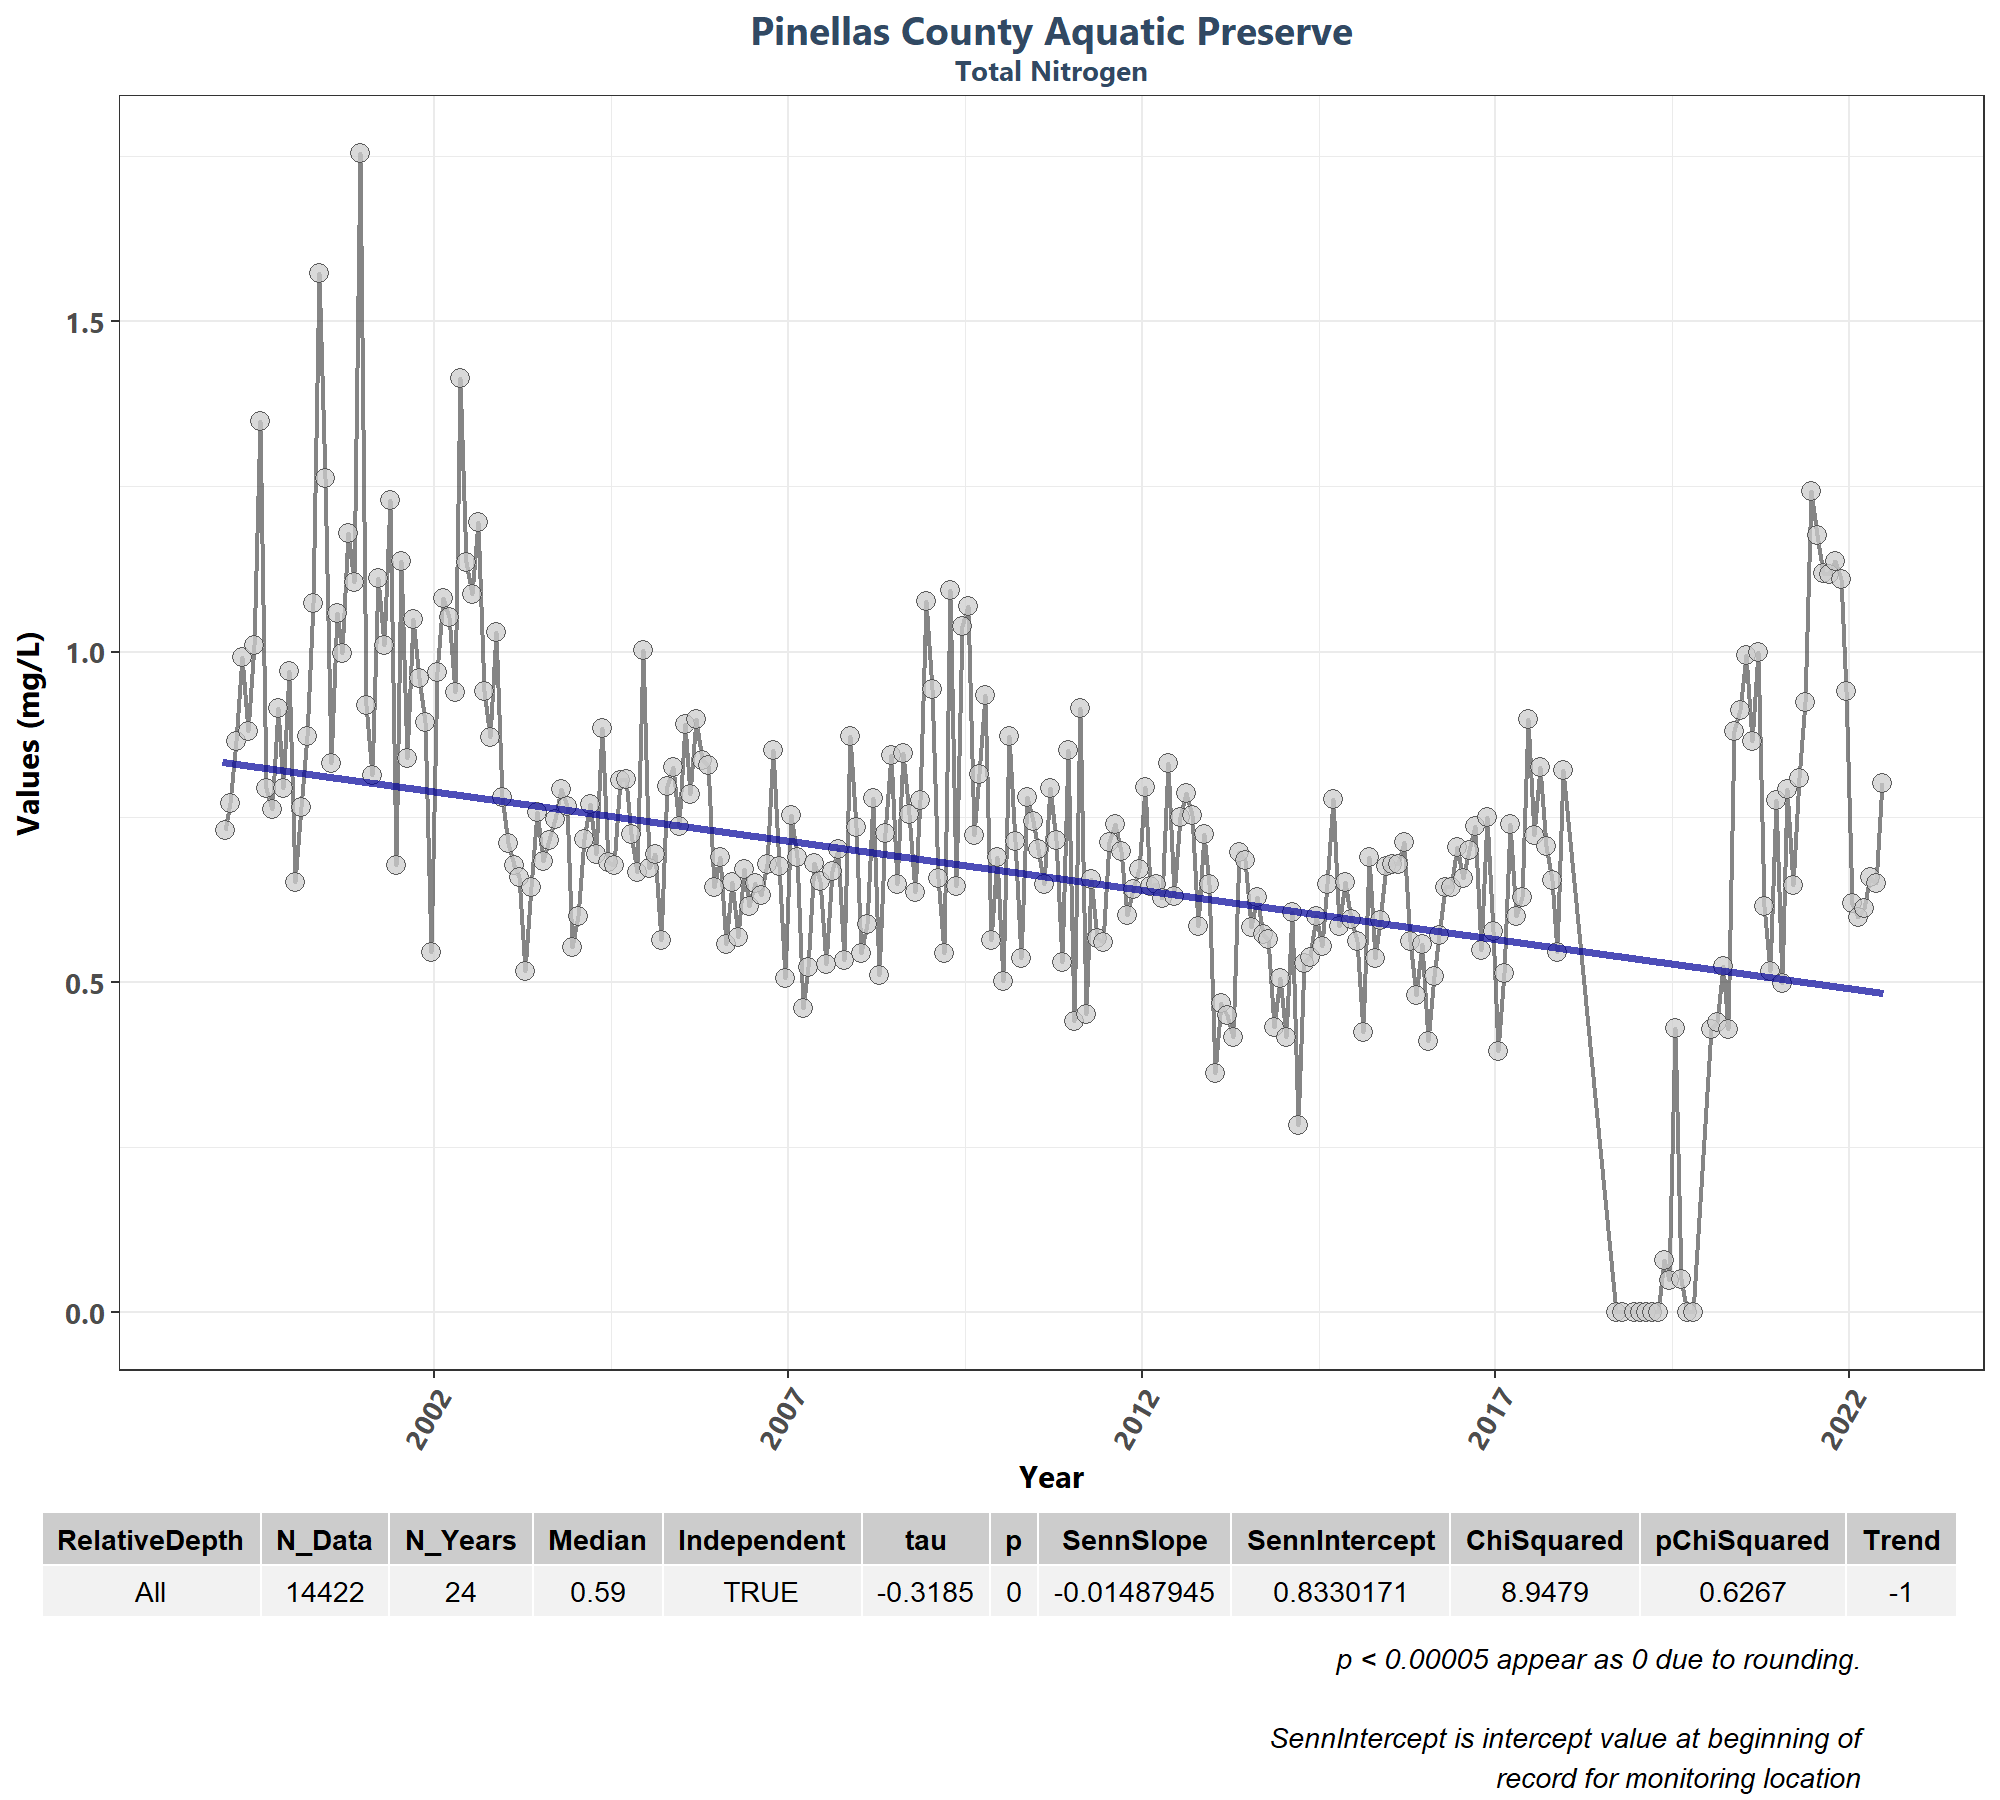 Pinellas County Aquatic Preserve
Total Nitrogen
Values (mg/L)
1.5
1.0
0.5
0.0
2002 2007 2012 2017 2022
Year
RelativeDepth N_Data N_Years Median Independent tau p SennSlope SennIntercept ChiSquared pChiSquared Trend
All 14422 24 0.59 TRUE -0.3185 0 -0.01487945 0.8330171 8.9479 0.6267 -1
p < 0.00005 appear as 0 due to rounding.
SennIntercept is intercept value at beginning of
record for monitoring location